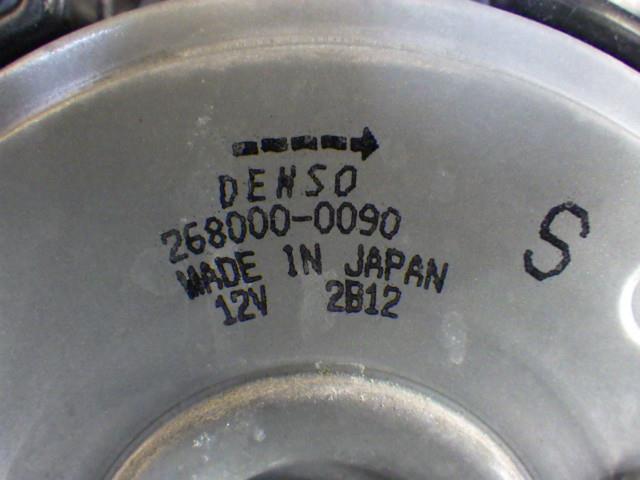 DENSO
268000-0090
MADE IN JAPAN
12V 2B12
S